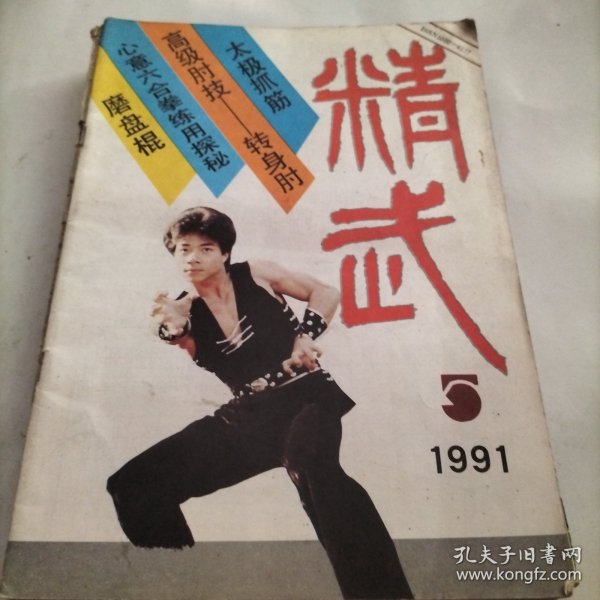 精武
5
1991
太极抓筋
高级肘技——转身肘
心意六合拳练用探秘
磨盘棍
孔夫子旧书网
www.kongfz.com